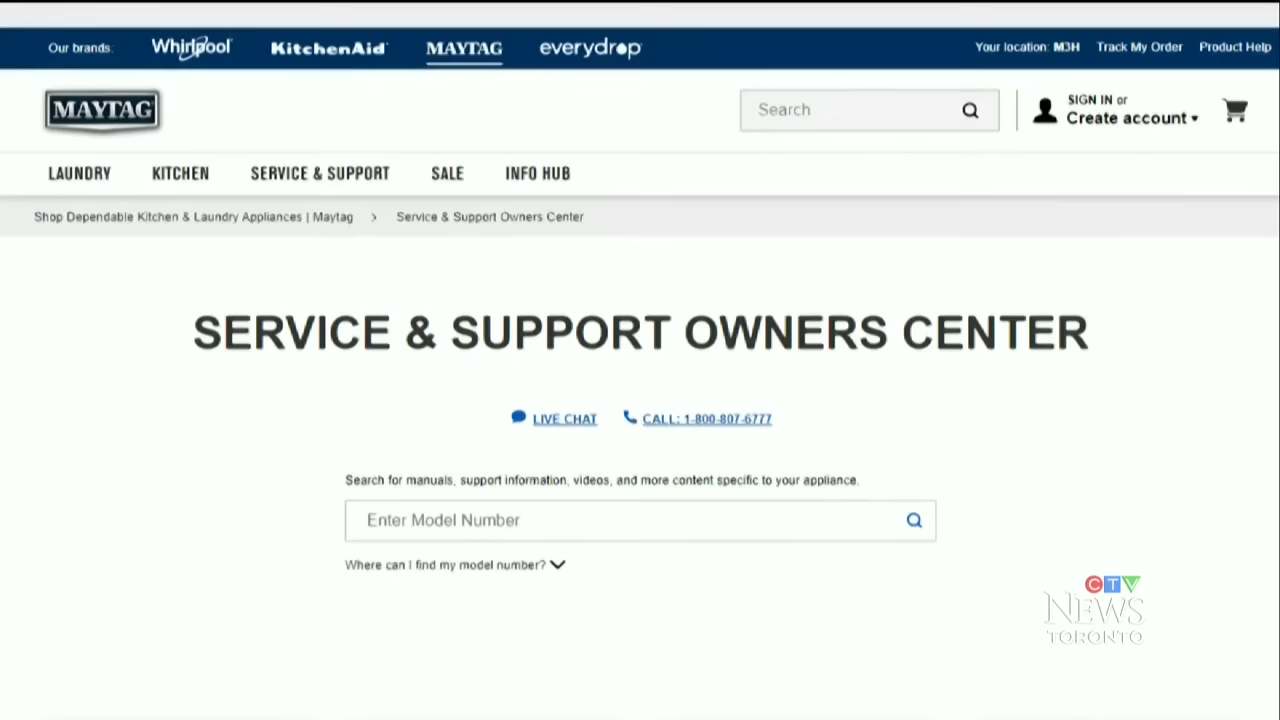 Our brands: Whirlpool KitchenAid MAYTAG everydrop Your location: M3H Track My Order Product Help
MAYTAG Search SIGN IN or
Create account
LAUNDRY KITCHEN SERVICE & SUPPORT SALE INFO HUB
Shop Dependable Kitchen & Laundry Appliances | Maytag > Service & Support Owners Center
SERVICE & SUPPORT OWNERS CENTER
LIVE CHAT CALL: 1-800-807-6777
Search for manuals, support information, videos, and more content specific to your appliance.
Enter Model Number
Where can I find my model number?
CTV
NEWS
TORONTO